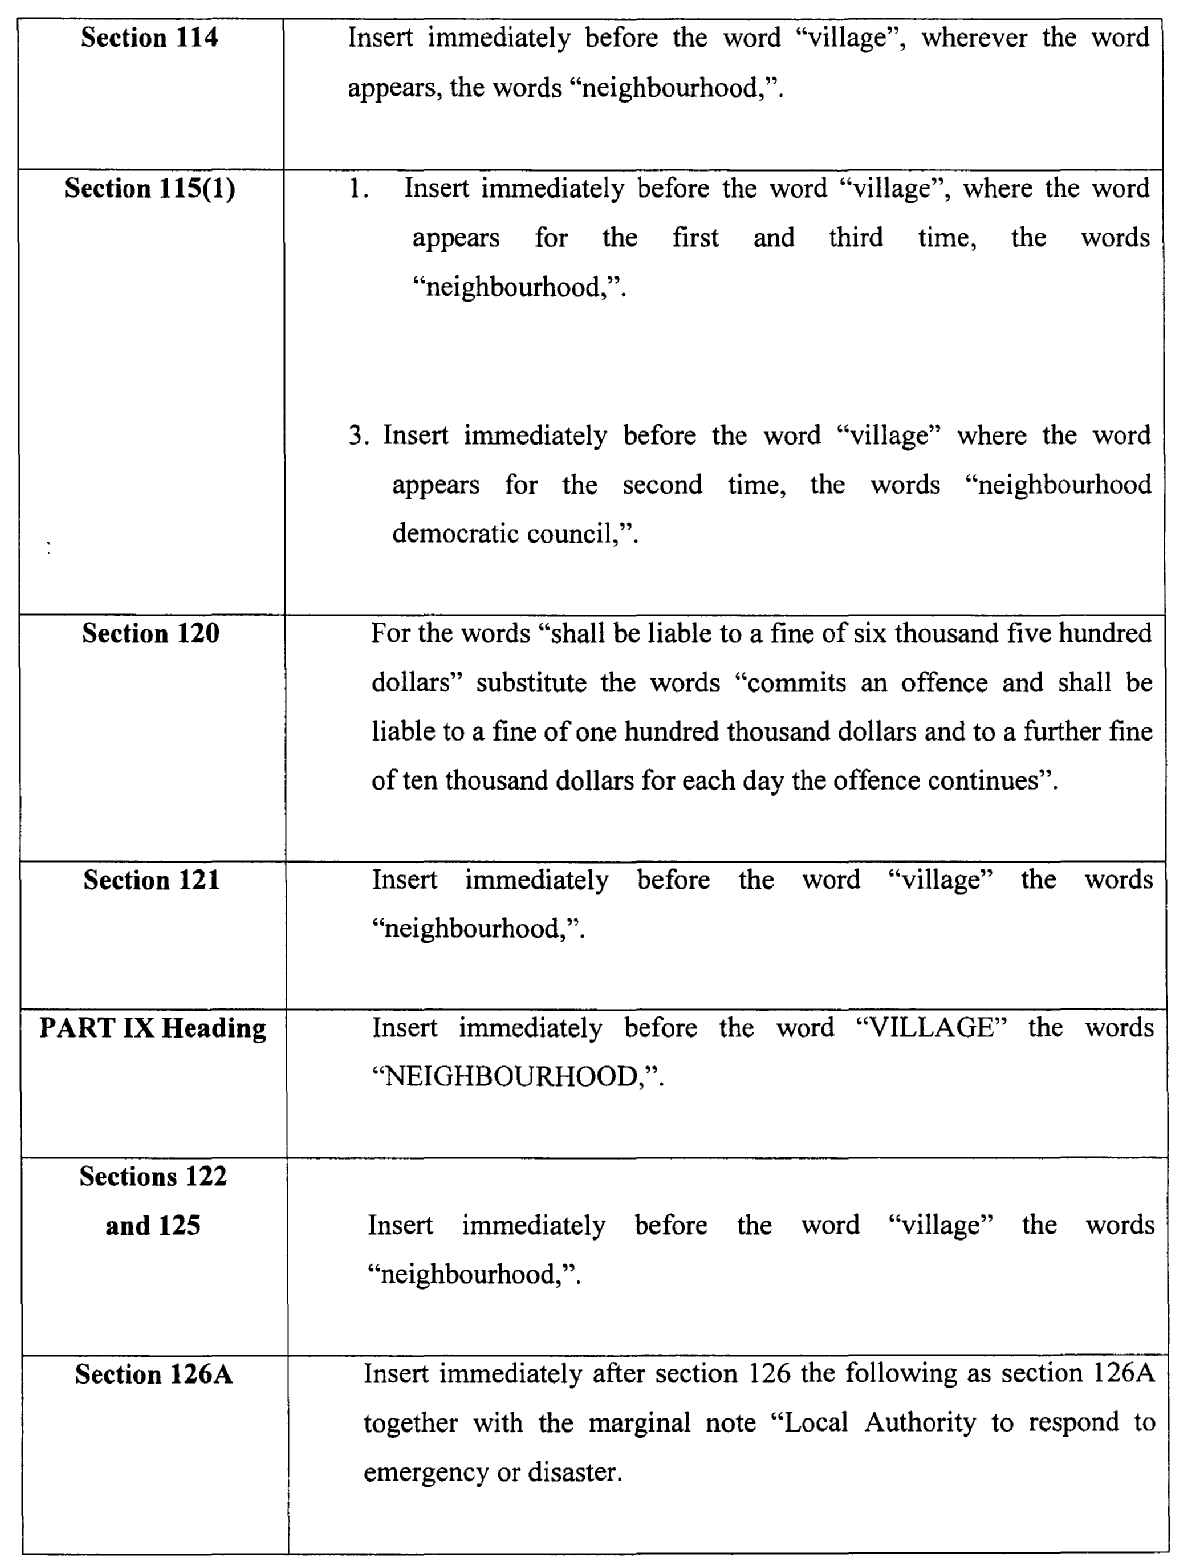 Section 114
Insert immediately before the word “village”, wherever the word
appears, the words “neighbourhood,”.
Section 115(1)
1. Insert immediately before the word “village”, where the word
appears for the first and third time, the words
“neighbourhood,”.
3. Insert immediately before the word “village” where the word
appears for the second time, the words “neighbourhood
democratic council,”.
Section 120
For the words “shall be liable to a fine of six thousand five hundred
dollars” substitute the words “commits an offence and shall be
liable to a fine of one hundred thousand dollars and to a further fine
of ten thousand dollars for each day the offence continues”.
Section 121
Insert immediately before the word “village” the words
“neighbourhood,”.
PART IX Heading
Insert immediately before the word “VILLAGE” the words
“NEIGHBOURHOOD,”.
Sections 122
and 125
Insert immediately before the word “village” the words
“neighbourhood,”.
Section 126A
Insert immediately after section 126 the following as section 126A
together with the marginal note “Local Authority to respond to
emergency or disaster.